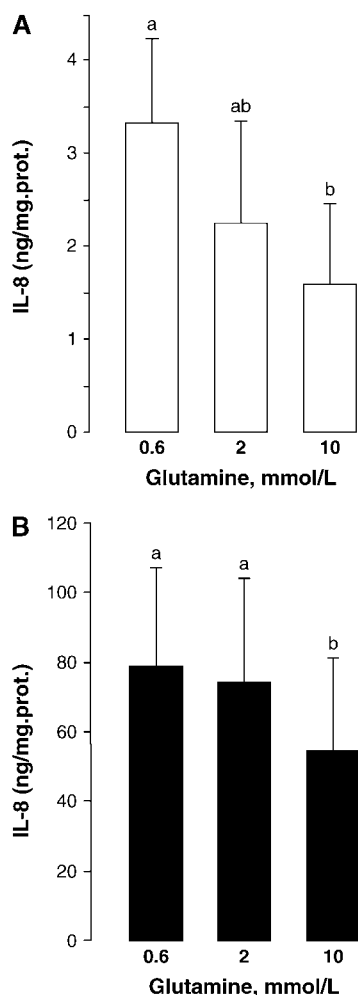 A
a
4
ab
3
b
IL-8 (ng/mg.prot.)
2
1
0
0.6 2 10
Glutamine, mmol/L
B
120
a
a
100
b
80
IL-8 (ng/mg.prot.)
60
40
20
0
0.6 2 10
Glutamine, mmol/L